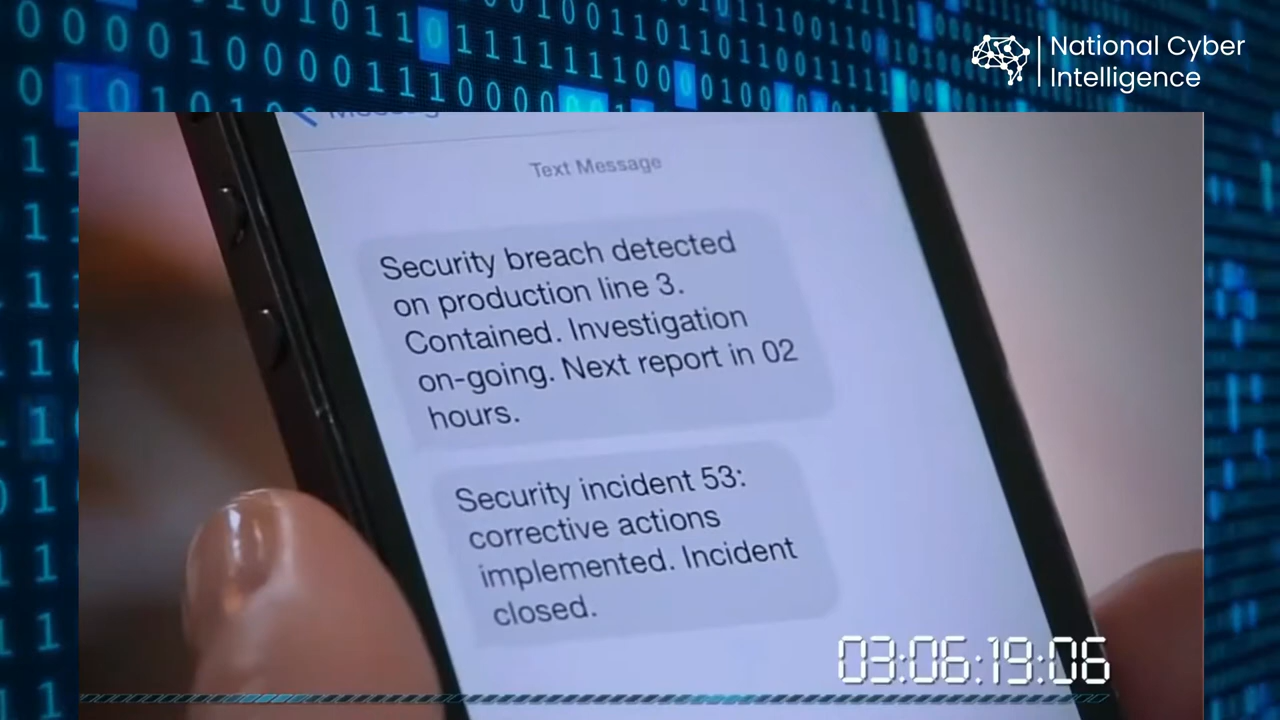 National Cyber
Intelligence
Text Message
Security breach detected
on production line 3.
Contained. Investigation
on-going. Next report in 02
hours.
Security incident 53:
corrective actions
implemented. Incident
closed.
03:06:19:06